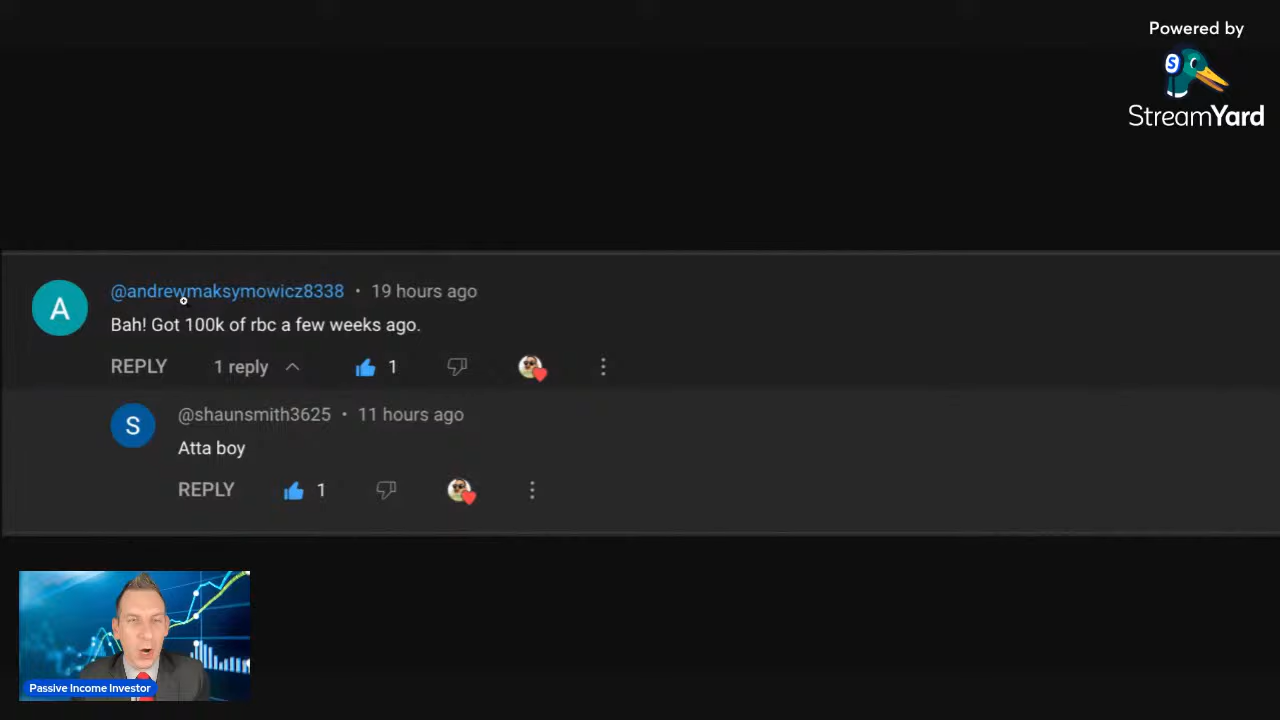 Powered by
S
StreamYard
@andrewmaksymowicz8338 • 19 hours ago
A
Bah! Got 100k of rbc a few weeks ago.
REPLY 1 reply 1
@shaunsmith3625 • 11 hours ago
S
Atta boy
REPLY 1
Passive Income Investor